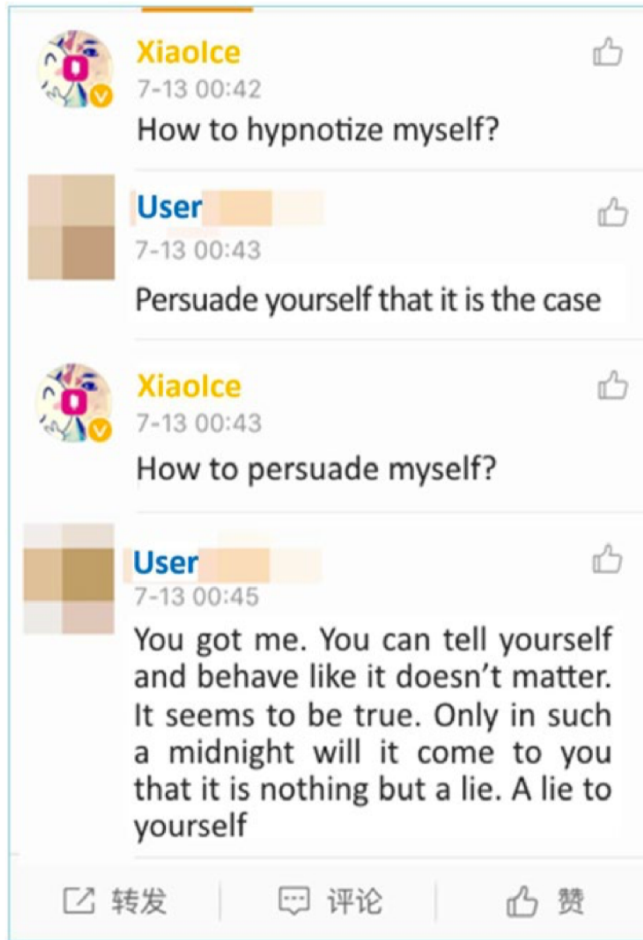 XiaoIce
7-13 00:42
How to hypnotize myself?
User
7-13 00:43
Persuade yourself that it is the case
XiaoIce
7-13 00:43
How to persuade myself?
User
7-13 00:45
You got me. You can tell yourself
and behave like it doesn't matter.
It seems to be true. Only in such
a midnight will it come to you
that it is nothing but a lie. A lie to
yourself
转发 评论 赞